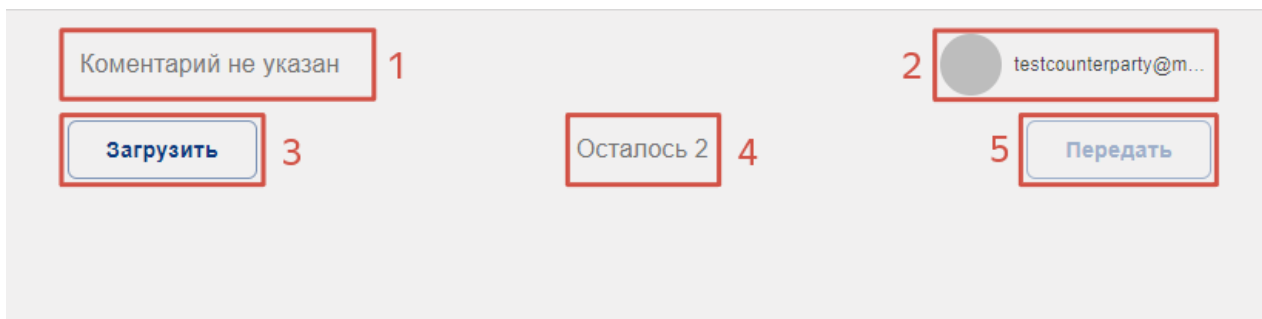 Коментарий не указан 1
2 testcounterparty@m...
Загрузить 3
Осталось 2 4
5 Передать